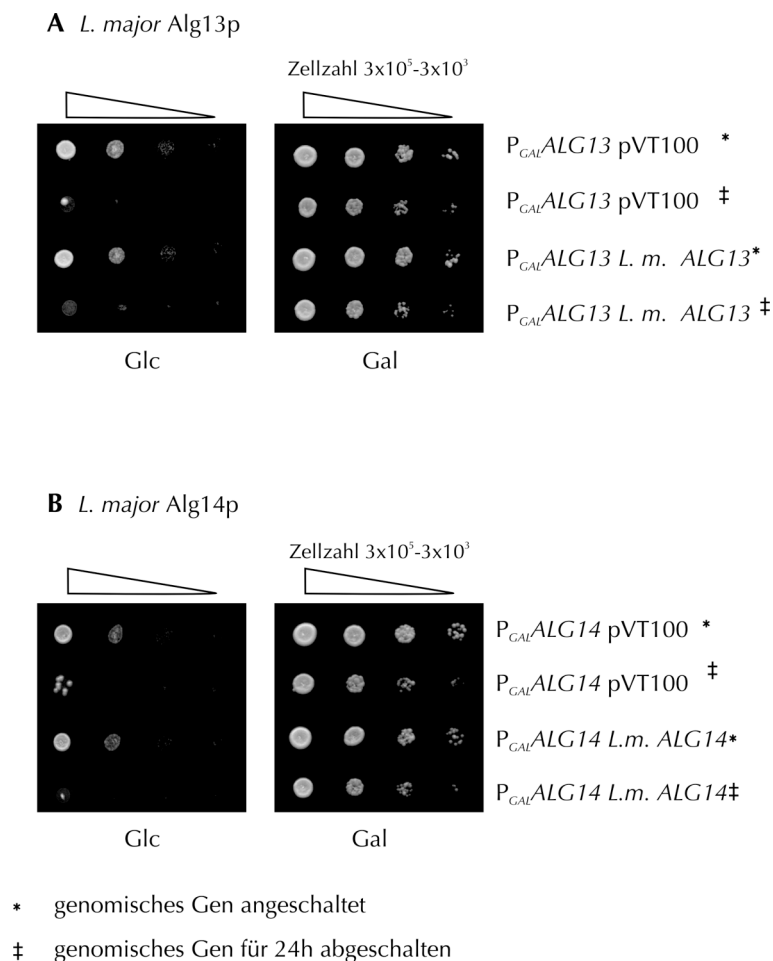 A L. major Alg13p
Zellzahl 3x10⁵-3x10³
P_GAL ALG13 pVT100 *
P_GAL ALG13 pVT100 ‡
P_GAL ALG13 L. m. ALG13*
P_GAL ALG13 L. m. ALG13 ‡
Glc Gal
B L. major Alg14p
Zellzahl 3x10⁵-3x10³
P_GAL ALG14 pVT100 *
P_GAL ALG14 pVT100 ‡
P_GAL ALG14 L.m. ALG14*
P_GAL ALG14 L.m. ALG14‡
Glc Gal
* genomisches Gen angeschaltet
‡ genomisches Gen für 24h abgeschalten